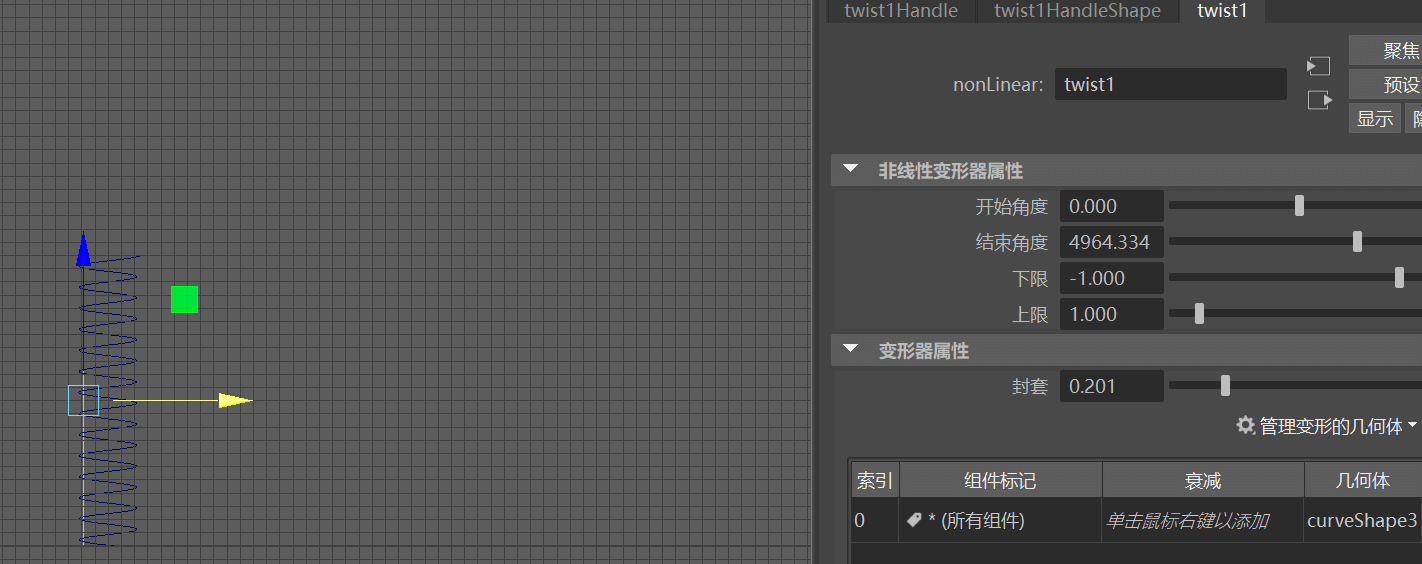 twist1Handle twist1HandleShape twist1
聚焦
nonLinear: twist1
预设
显示 隐
非线性变形器属性
开始角度 0.000
结束角度 4964.334
下限 -1.000
上限 1.000
变形器属性
封套 0.201
管理变形的几何体
索引 组件标记 衰减 几何体
0 * (所有组件) 单击鼠标右键以添加 curveShape3